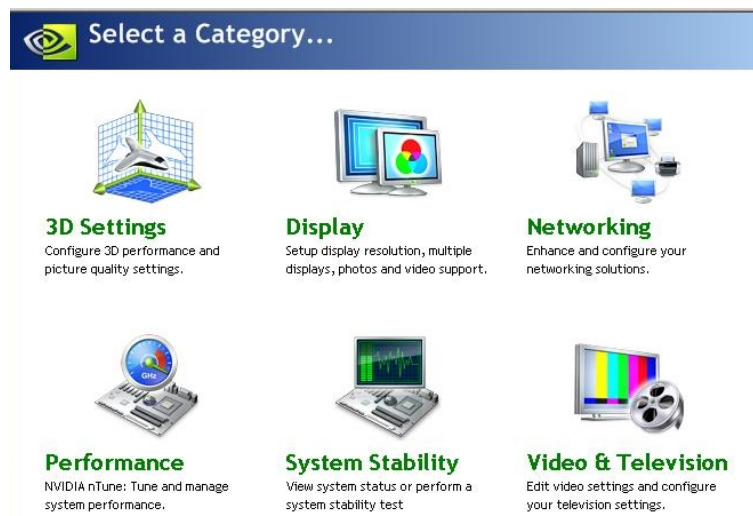 Select a Category...
3D Settings
Configure 3D performance and
picture quality settings.
Display
Setup display resolution, multiple
displays, photos and video support.
Networking
Enhance and configure your
networking solutions.
GHz
Performance
NVIDIA nTune: Tune and manage
system performance.
System Stability
View system status or perform a
system stability test
Video & Television
Edit video settings and configure
your television settings.